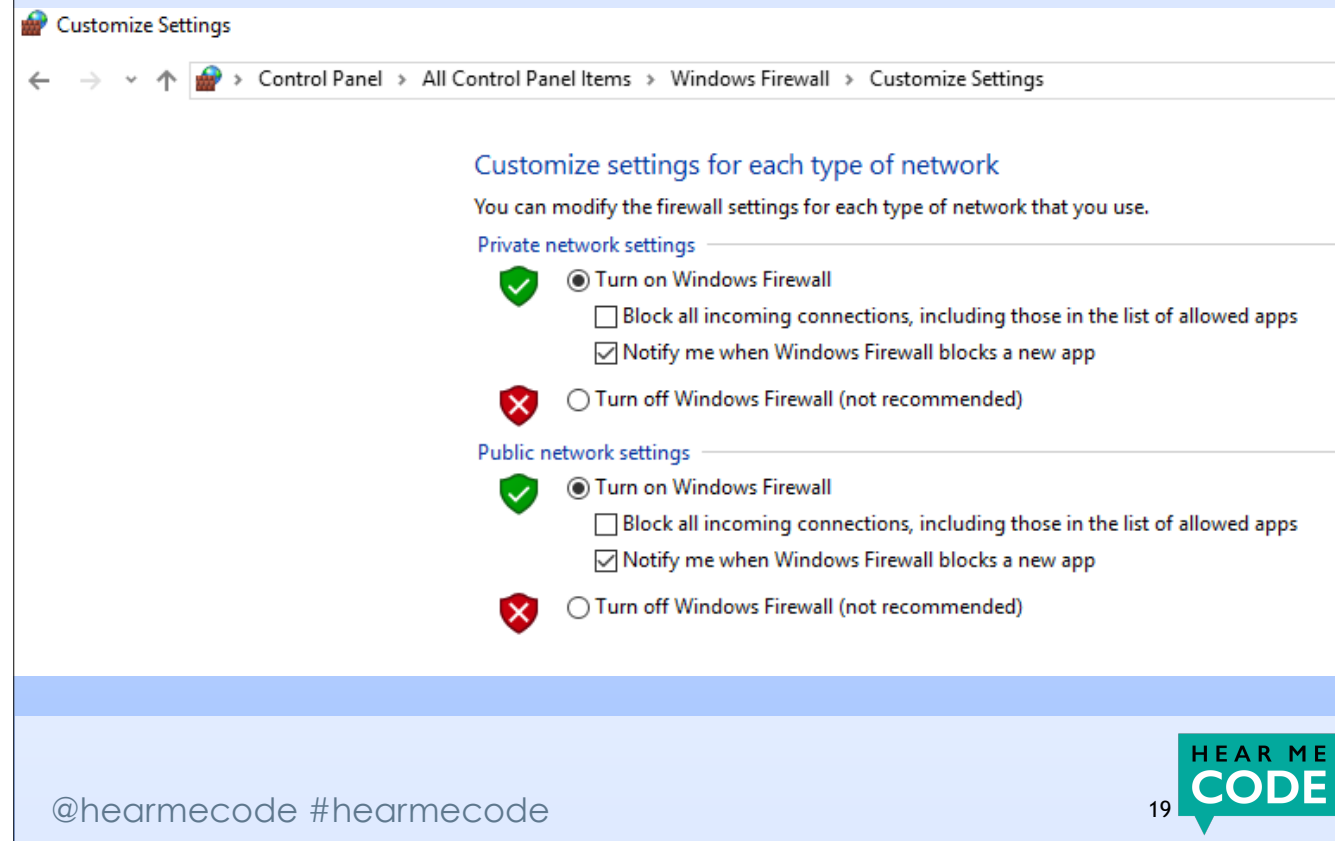 Customize Settings
Control Panel > All Control Panel Items > Windows Firewall > Customize Settings
Customize settings for each type of network
You can modify the firewall settings for each type of network that you use.
Private network settings
Turn on Windows Firewall
Block all incoming connections, including those in the list of allowed apps
Notify me when Windows Firewall blocks a new app
Turn off Windows Firewall (not recommended)
Public network settings
Turn on Windows Firewall
Block all incoming connections, including those in the list of allowed apps
Notify me when Windows Firewall blocks a new app
Turn off Windows Firewall (not recommended)
@hearmecode #hearmecode
19
HEAR ME
CODE